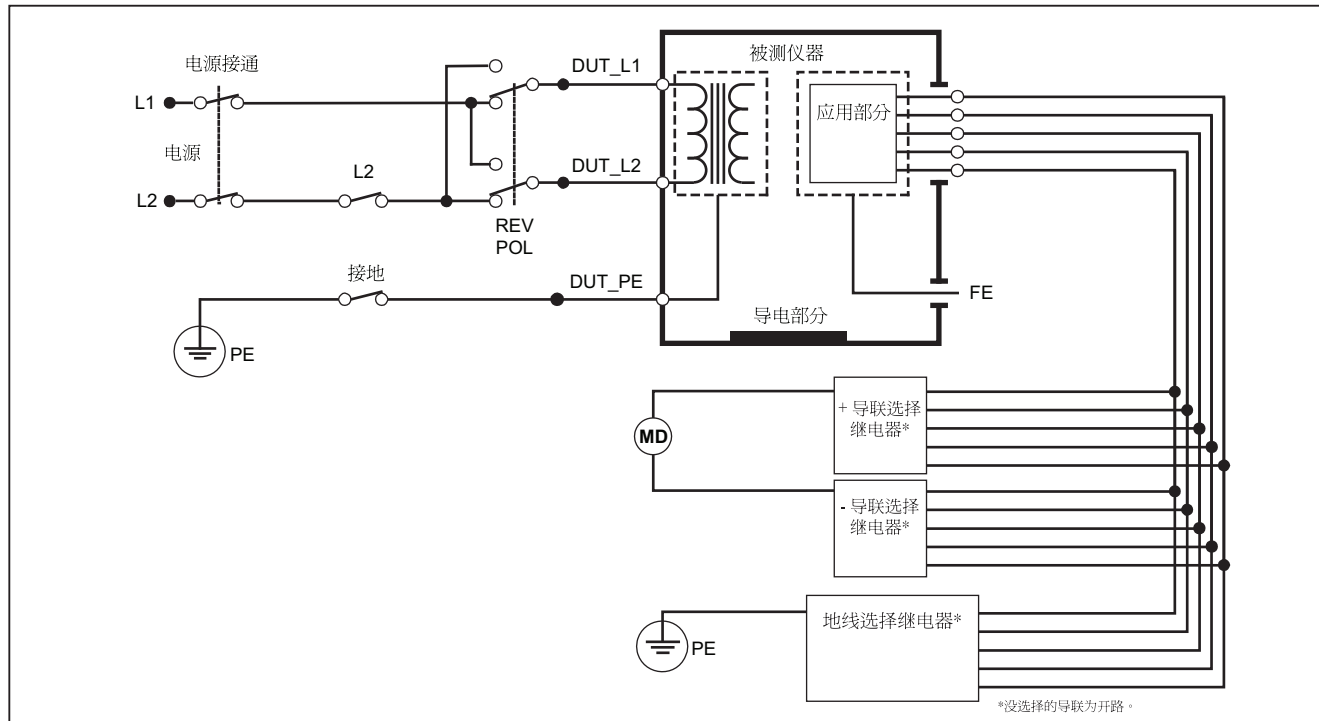 电源接通
L1
电源
L2
L2
REV
POL
DUT_L1
DUT_L2
接地
DUT_PE
PE
被测仪器
应用部分
FE
导电部分
MD
+ 导联选择
继电器*
- 导联选择
继电器*
地线选择继电器*
PE
*没选择的导联为开路。